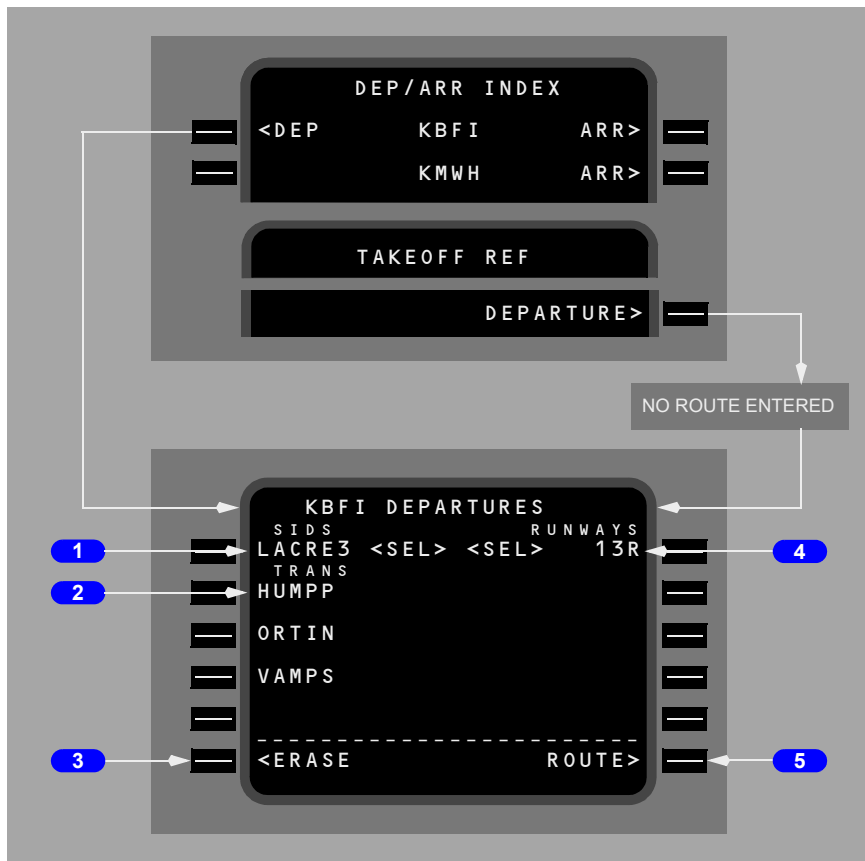 DEP/ARR INDEX
<DEP KBFI ARR>
KMWH ARR>
TAKEOFF REF
DEPARTURE>
NO ROUTE ENTERED
KBFI DEPARTURES
SIDS RUNWAYS
1 LACRE3 <SEL> <SEL> 13R 4
TRANS
2 HUMPP
ORTIN
VAMPS
------------------------
3 <ERASE ROUTE> 5